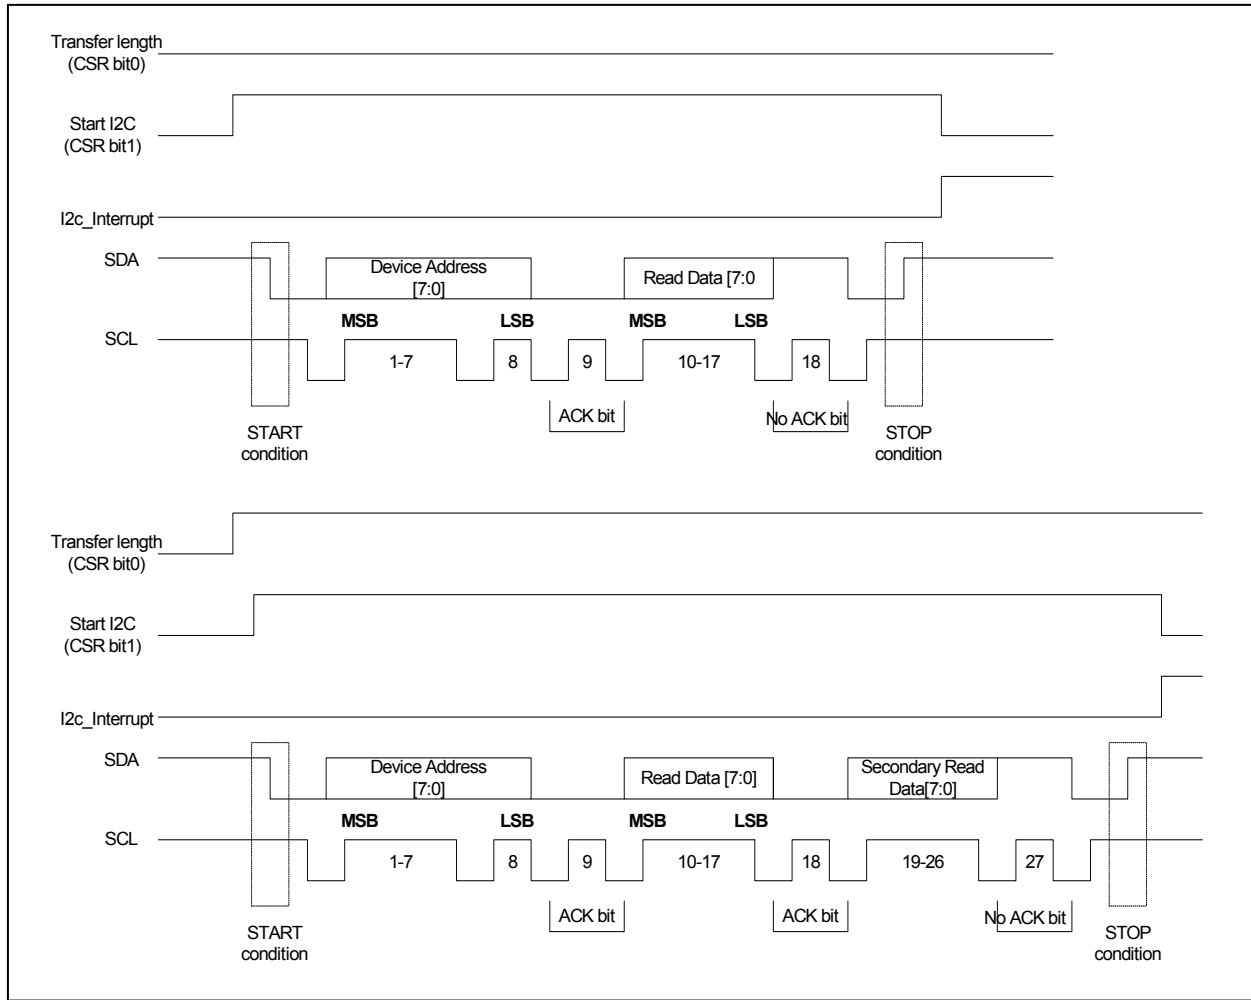 Transfer length
(CSR bit0)
Start I2C
(CSR bit1)
I2c_Interrupt
SDA
Device Address
[7:0]
Read Data [7:0
MSB
LSB
MSB
LSB
SCL
1-7
8
9
10-17
18
ACK bit
No ACK bit
START
condition
STOP
condition
Transfer length
(CSR bit0)
Start I2C
(CSR bit1)
I2c_Interrupt
SDA
Device Address
[7:0]
Read Data [7:0]
Secondary Read
Data[7:0]
MSB
LSB
MSB
LSB
SCL
1-7
8
9
10-17
18
19-26
27
ACK bit
ACK bit
No ACK bit
START
condition
STOP
condition